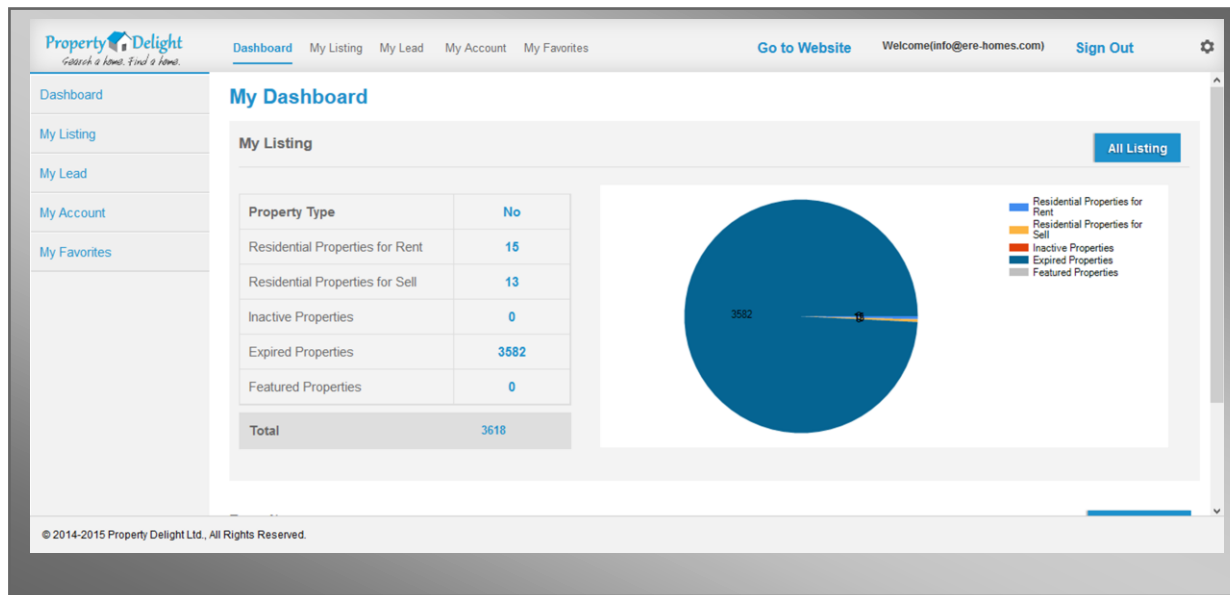 Property Delight
Search a home. Find a home.
Dashboard My Listing My Lead My Account My Favorites
Go to Website Welcome(info@ere-homes.com) Sign Out
Dashboard
My Listing
My Lead
My Account
My Favorites
My Dashboard
My Listing
All Listing
Property Type No
Residential Properties for Rent 15
Residential Properties for Sell 13
Inactive Properties 0
Expired Properties 3582
Featured Properties 0
Total 3618
3582
Residential Properties for
Rent
Residential Properties for
Sell
Inactive Properties
Expired Properties
Featured Properties
© 2014-2015 Property Delight Ltd., All Rights Reserved.